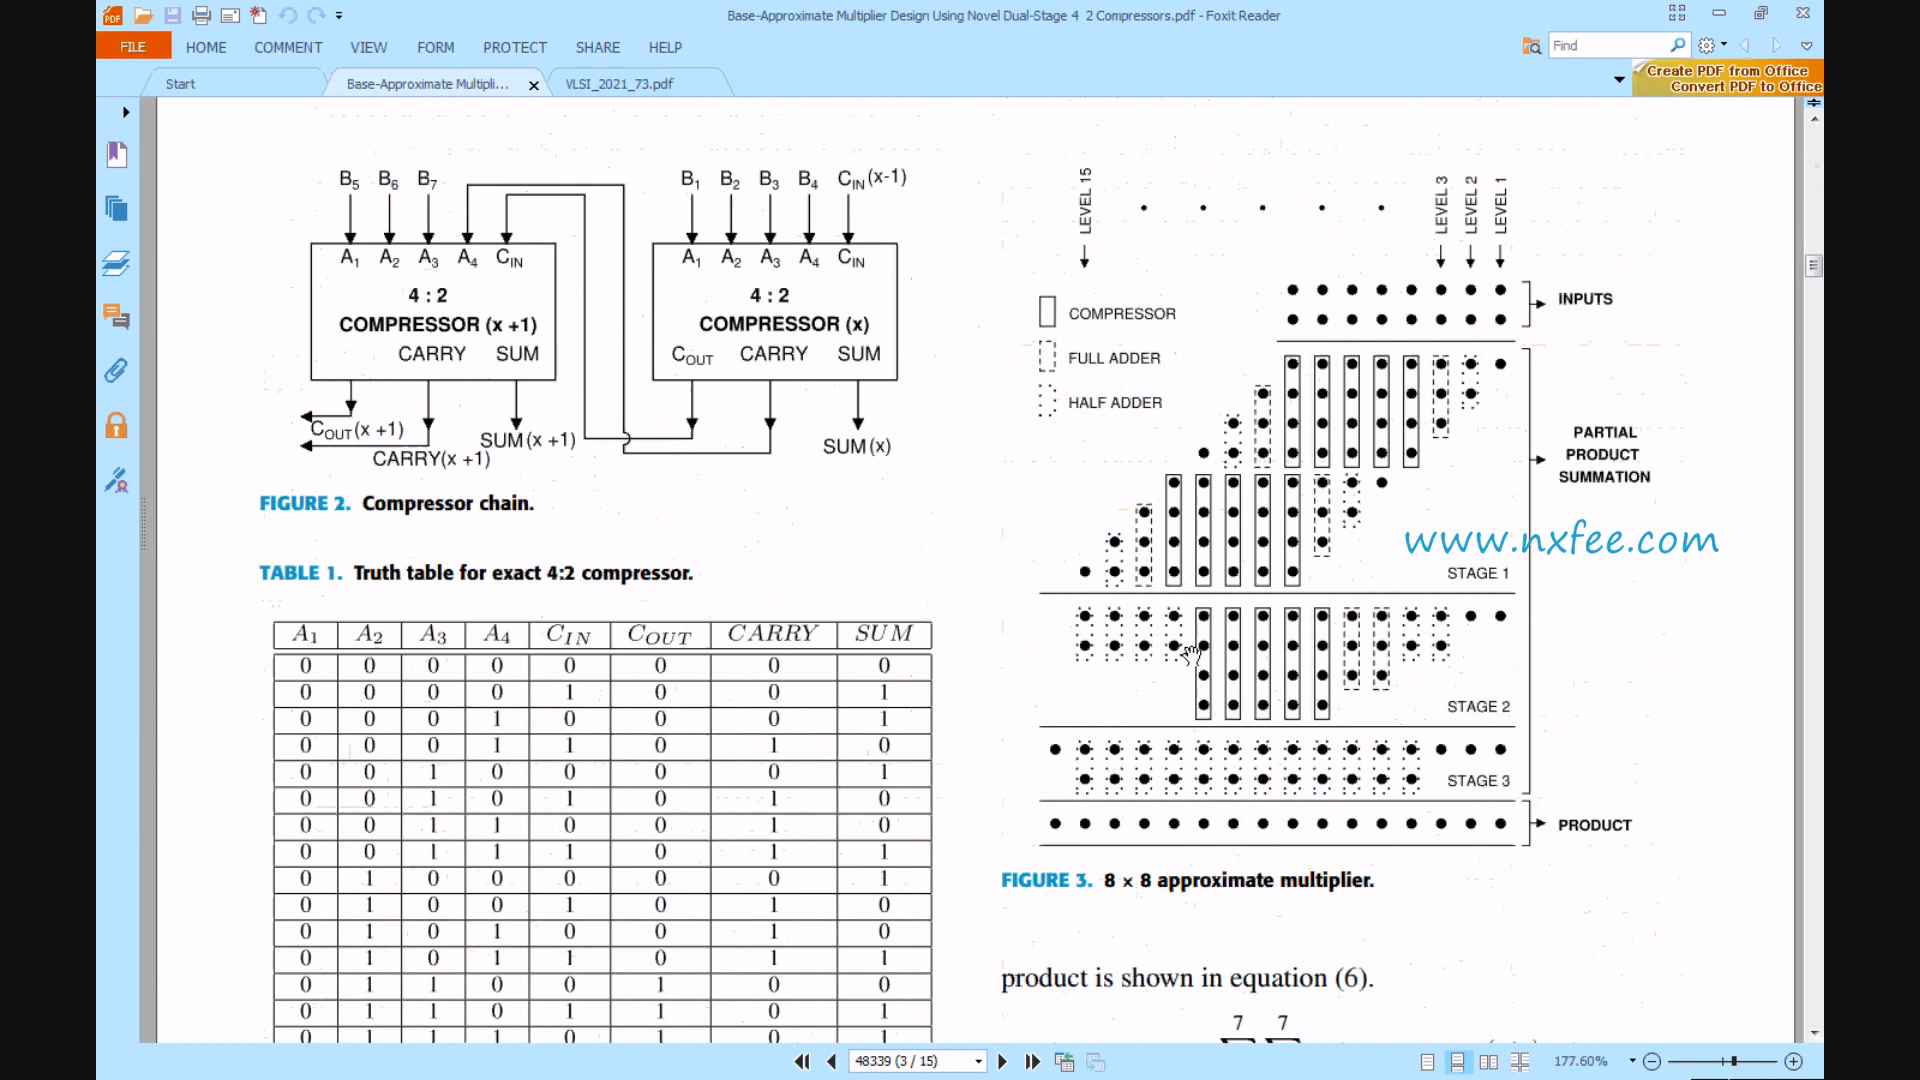 Base-Approximate Multiplier Design Using Novel Dual-Stage 4 2 Compressors.pdf - Foxit Reader
FILE HOME COMMENT VIEW FORM PROTECT SHARE HELP
Find
Start Base-Approximate Multipli... VLSI_2021_73.pdf
Create PDF from Office
Convert PDF to Office
B5 B6 B7 B1 B2 B3 B4 CIN(x-1)
A1 A2 A3 A4 CIN A1 A2 A3 A4 CIN
4 : 2 4 : 2
COMPRESSOR (x +1) COMPRESSOR (x)
CARRY SUM COUT CARRY SUM
COUT(x +1)
CARRY(x +1)
SUM(x +1)
SUM(x)
FIGURE 2. Compressor chain.
TABLE 1. Truth table for exact 4:2 compressor.
A1 A2 A3 A4 CIN COUT CARRY SUM
0 0 0 0 0 0 0 0
0 0 0 0 1 0 0 1
0 0 0 1 0 0 0 1
0 0 0 1 1 0 1 0
0 0 1 0 0 0 0 1
0 0 1 0 1 0 1 0
0 0 1 1 0 0 1 0
0 0 1 1 1 0 1 1
0 1 0 0 0 0 0 1
0 1 0 0 1 0 1 0
0 1 0 1 0 0 1 0
0 1 0 1 1 0 1 1
0 1 1 0 0 1 0 0
0 1 1 0 1 1 0 1
0 1 1 1 0 1 0 1
LEVEL 15 LEVEL 3 LEVEL 2 LEVEL 1
INPUTS
COMPRESSOR
FULL ADDER
HALF ADDER
PARTIAL
PRODUCT
SUMMATION
www.nxfee.com
STAGE 1
STAGE 2
STAGE 3
PRODUCT
FIGURE 3. 8 × 8 approximate multiplier.
product is shown in equation (6).
7 7
48339 (3 / 15)
177.60%